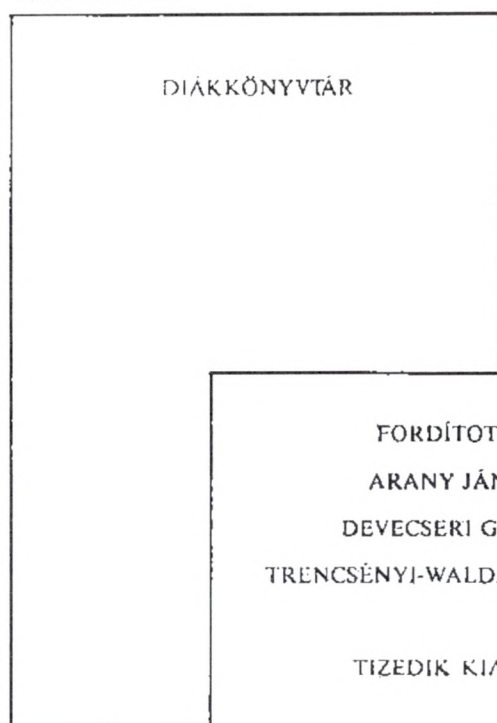 DIÁKKÖNYVTÁR
FORDÍTOT
ARANY JÁN
DEVECSERI G
TRENCSÉNYI-WALD
TIZEDIK KIA